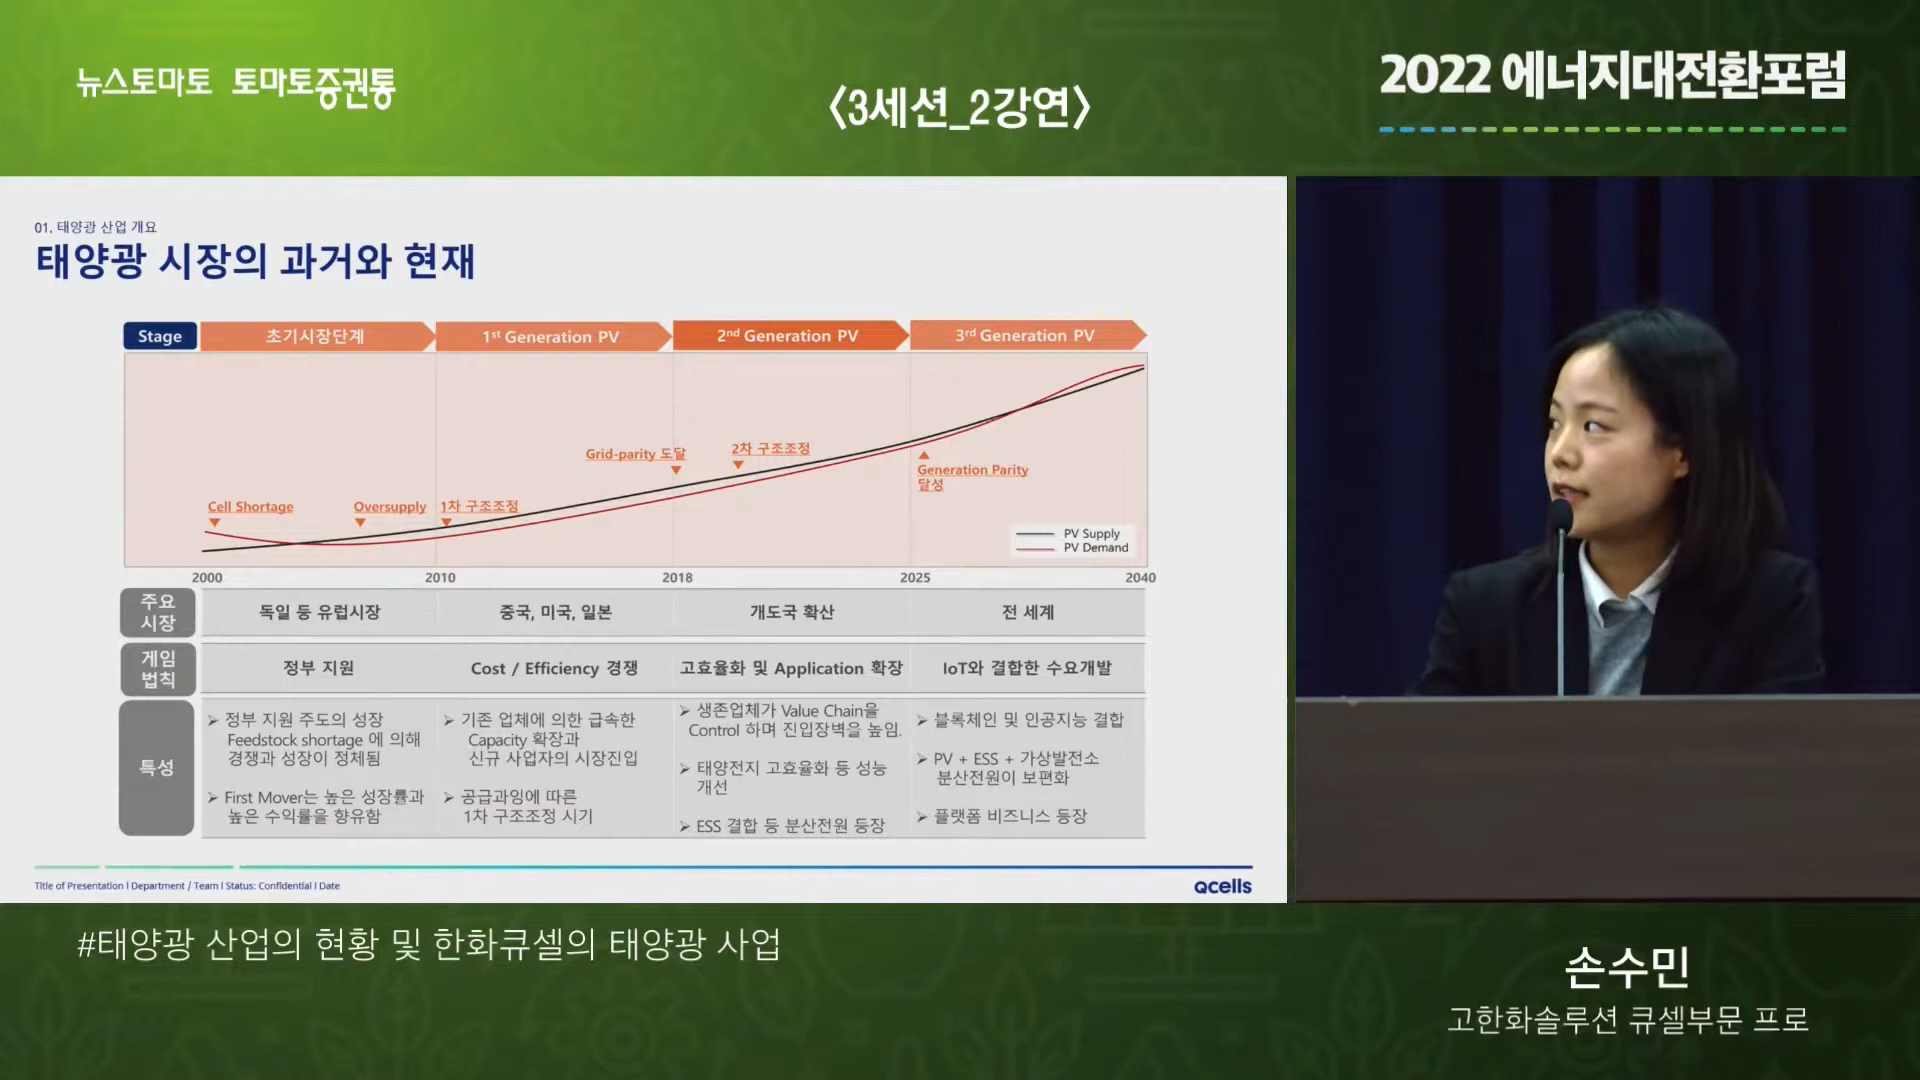 뉴스토마토 토마토증권통
<3세션_2강연>
2022 에너지대전환포럼
01. 태양광 산업 개요
태양광 시장의 과거와 현재
Stage
초기시장단계
1st Generation PV
2nd Generation PV
3rd Generation PV
Grid-parity 도달
2차 구조조정
Generation Parity
달성
Cell Shortage
Oversupply
1차 구조조정
PV Supply
PV Demand
2000
2010
2018
2025
2040
주요
시장
독일 등 유럽시장
중국, 미국, 일본
개도국 확산
전 세계
게임
법칙
정부 지원
Cost / Efficiency 경쟁
고효율화 및 Application 확장
IoT와 결합한 수요개발
특성
➢ 정부 지원 주도의 성장
Feedstock shortage 에 의해
경쟁과 성장이 정체됨
➢ First Mover는 높은 성장률과
높은 수익률을 향유함
➢ 기존 업체에 의한 급속한
Capacity 확장과
신규 사업자의 시장진입
➢ 공급과잉에 따른
1차 구조조정 시기
➢ 생존업체가 Value Chain을
Control 하며 진입장벽을 높임.
➢ 태양전지 고효율화 등 성능
개선
➢ ESS 결합 등 분산전원 등장
➢ 블록체인 및 인공지능 결합
➢ PV + ESS + 가상발전소
분산전원이 보편화
➢ 플랫폼 비즈니스 등장
Title of Presentation l Department / Team l Status: Confidential l Date
Qcells
#태양광 산업의 현황 및 한화큐셀의 태양광 사업
손수민
고한화솔루션 큐셀부문 프로